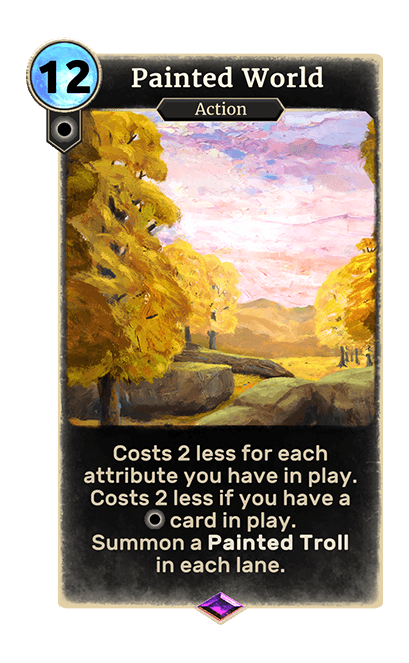 12
Painted World
Action
Costs 2 less for each
attribute you have in play.
Costs 2 less if you have a
card in play.
Summon a Painted Troll
in each lane.